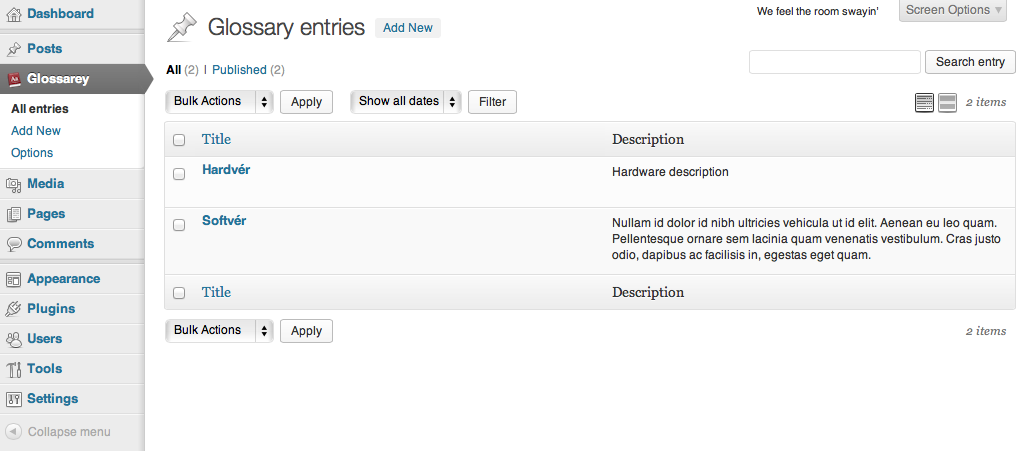 Dashboard
Posts
Glossarey
All entries
Add New
Options
Media
Pages
Comments
Appearance
Plugins
Users
Tools
Settings
Collapse menu
We feel the room swayin'
Screen Options
Glossary entries Add New
All (2) | Published (2)
Search entry
Bulk Actions Apply Show all dates Filter 2 items
Title Description
Hardvér Hardware description
Softvér Nullam id dolor id nibh ultricies vehicula ut id elit. Aenean eu leo quam.
Pellentesque ornare sem lacinia quam venenatis vestibulum. Cras justo
odio, dapibus ac facilisis in, egestas eget quam.
Title Description
Bulk Actions Apply 2 items